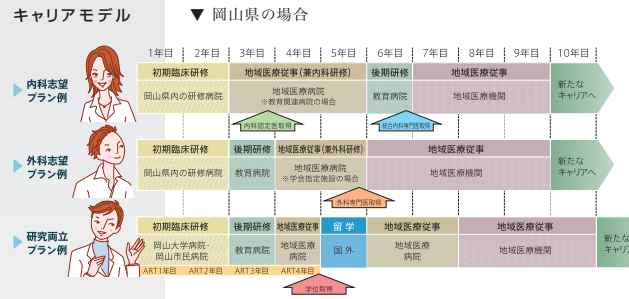 キャリアモデル
▼ 岡山県の場合
1年目 2年目 3年目 4年目 5年目 6年目 7年目 8年目 9年目 10年目
内科志望
プラン例
初期臨床研修 地域医療従事(兼内科研修) 後期研修 地域医療従事
岡山県内の研修病院 地域医療病院
※教育関連病院の場合
教育病院 地域医療機関
新たな
キャリアへ
内科認定医取得 総合内科専門医取得
外科志望
プラン例
初期臨床研修 後期研修 地域医療従事(兼外科研修) 地域医療従事
岡山県内の研修病院 教育病院 地域医療病院
※学会指定施設の場合
地域医療機関
新たな
キャリアへ
外科専門医取得
研究両立
プラン例
初期臨床研修 後期研修 地域医療従事 留学 地域医療従事 地域医療従事
岡山大学病院・
岡山市民病院
教育病院
地域医療
病院
国外
地域医療
病院
地域医療機関
新たな
キャリア
ART1年目 ART2年目 ART3年目 ART4年目
学位取得